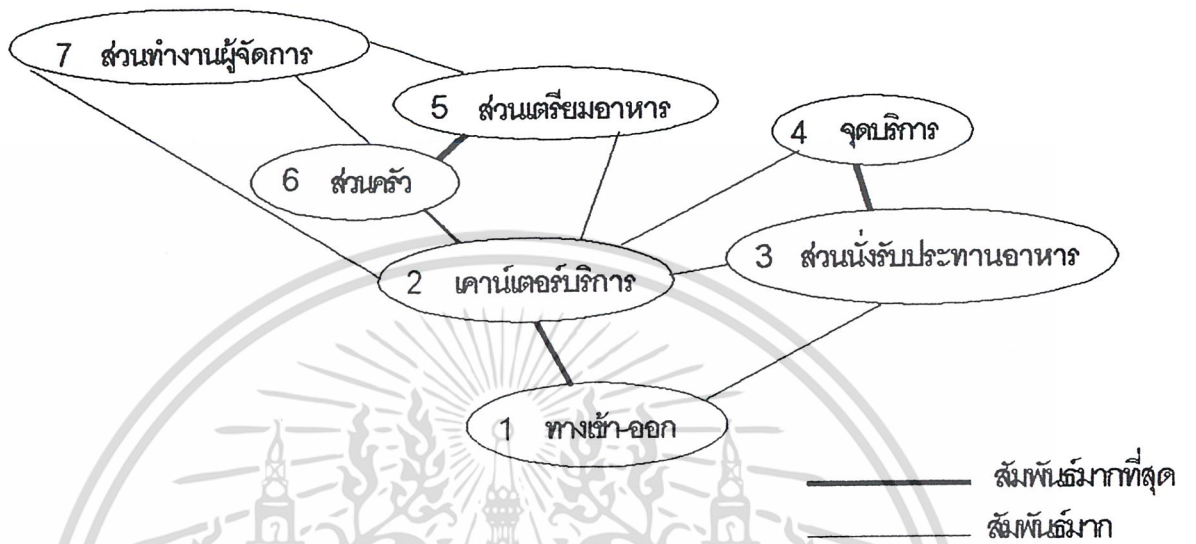 7 ส่วนทำงานผู้จัดการ
5 ส่วนเตรียมอาหาร
4 จุดบริการ
6 ส่วนครัว
3 ส่วนนั่งรับประทานอาหาร
2 เคาน์เตอร์บริการ
1 ทางเข้า-ออก
สัมพันธ์มากที่สุด
สัมพันธ์มาก